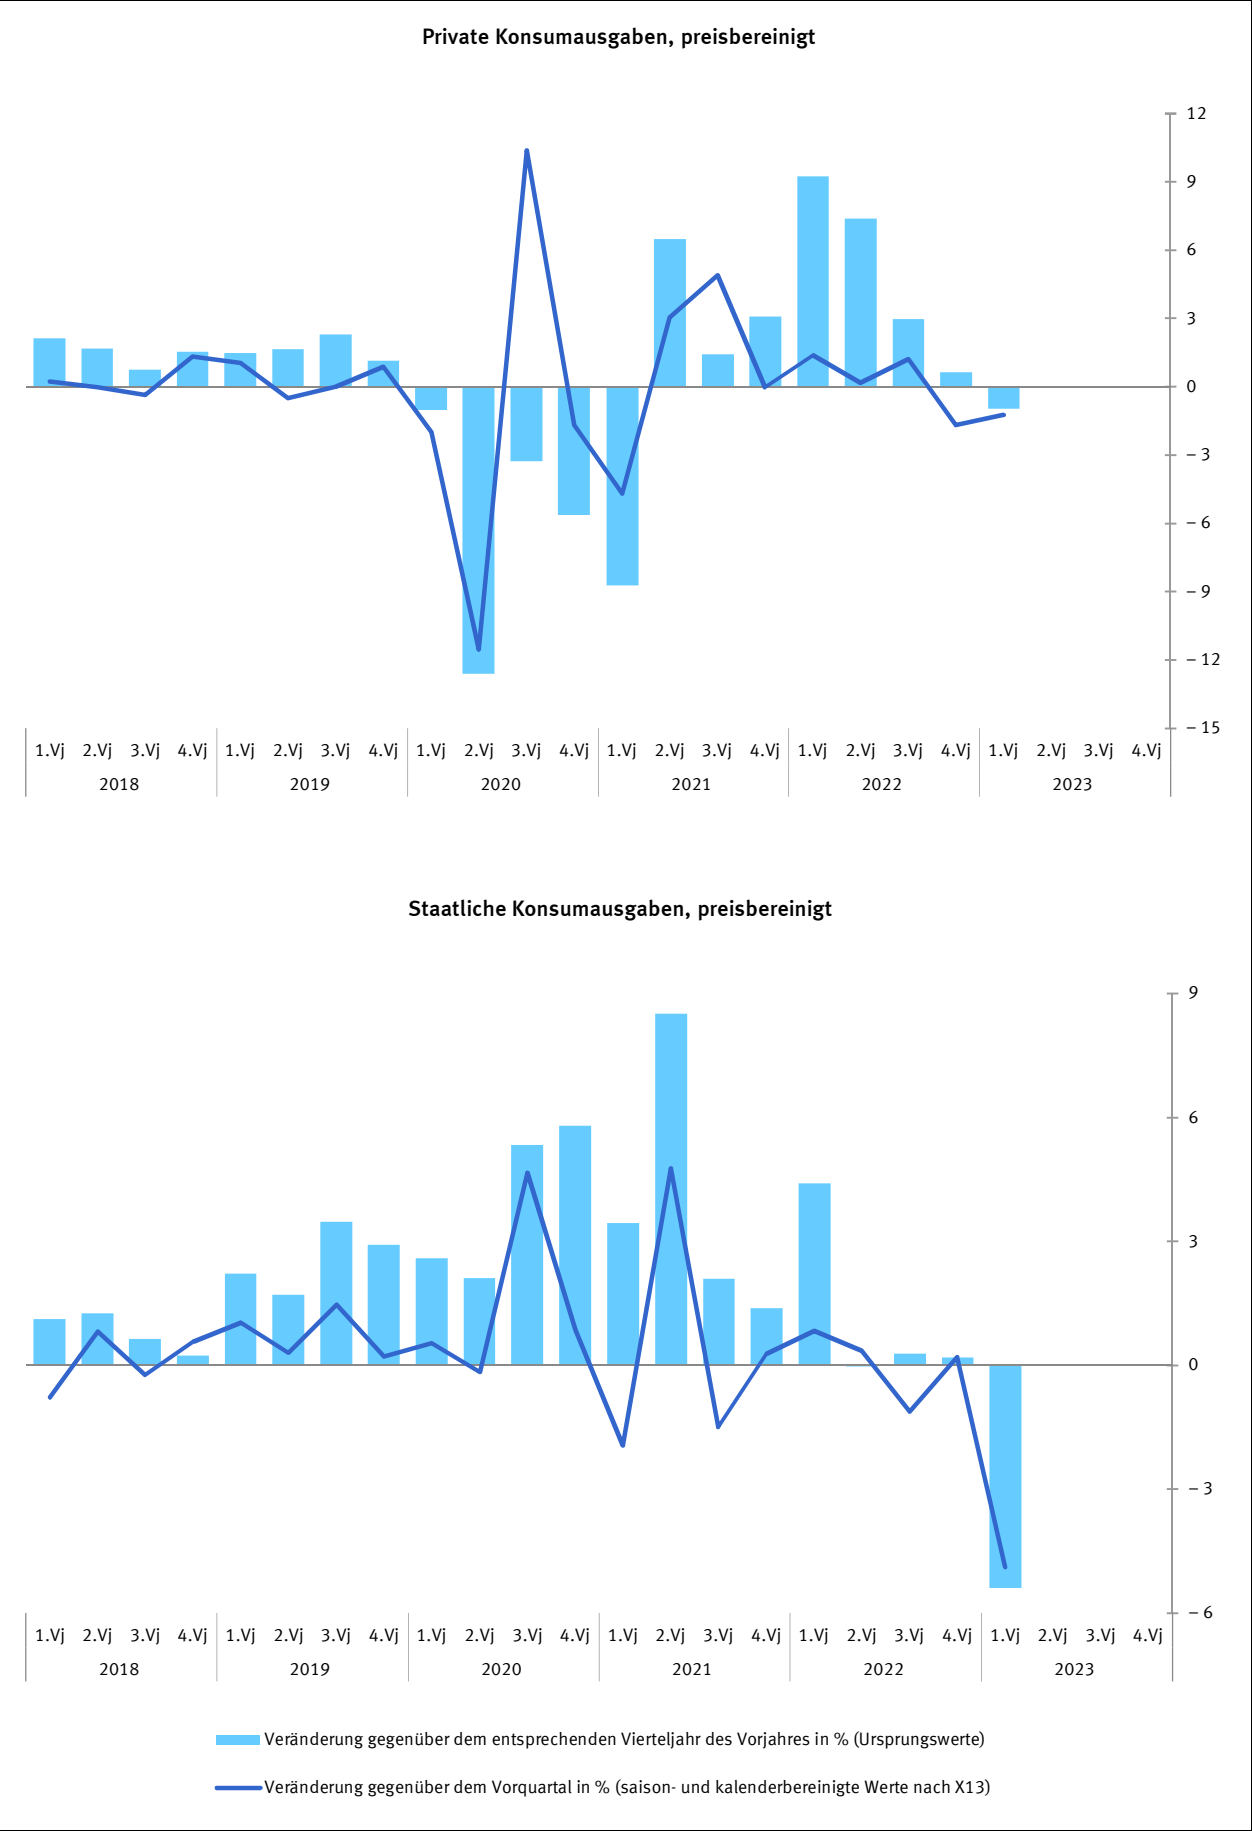 Private Konsumausgaben, preisbereinigt
12
9
6
3
0
– 3
– 6
– 9
– 12
– 15
1.Vj 2.Vj 3.Vj 4.Vj 1.Vj 2.Vj 3.Vj 4.Vj 1.Vj 2.Vj 3.Vj 4.Vj 1.Vj 2.Vj 3.Vj 4.Vj 1.Vj 2.Vj 3.Vj 4.Vj 1.Vj 2.Vj 3.Vj 4.Vj
2018 2019 2020 2021 2022 2023
Staatliche Konsumausgaben, preisbereinigt
9
6
3
0
– 3
– 6
1.Vj 2.Vj 3.Vj 4.Vj 1.Vj 2.Vj 3.Vj 4.Vj 1.Vj 2.Vj 3.Vj 4.Vj 1.Vj 2.Vj 3.Vj 4.Vj 1.Vj 2.Vj 3.Vj 4.Vj 1.Vj 2.Vj 3.Vj 4.Vj
2018 2019 2020 2021 2022 2023
Veränderung gegenüber dem entsprechenden Vierteljahr des Vorjahres in % (Ursprungswerte)
Veränderung gegenüber dem Vorquartal in % (saison- und kalenderbereinigte Werte nach X13)